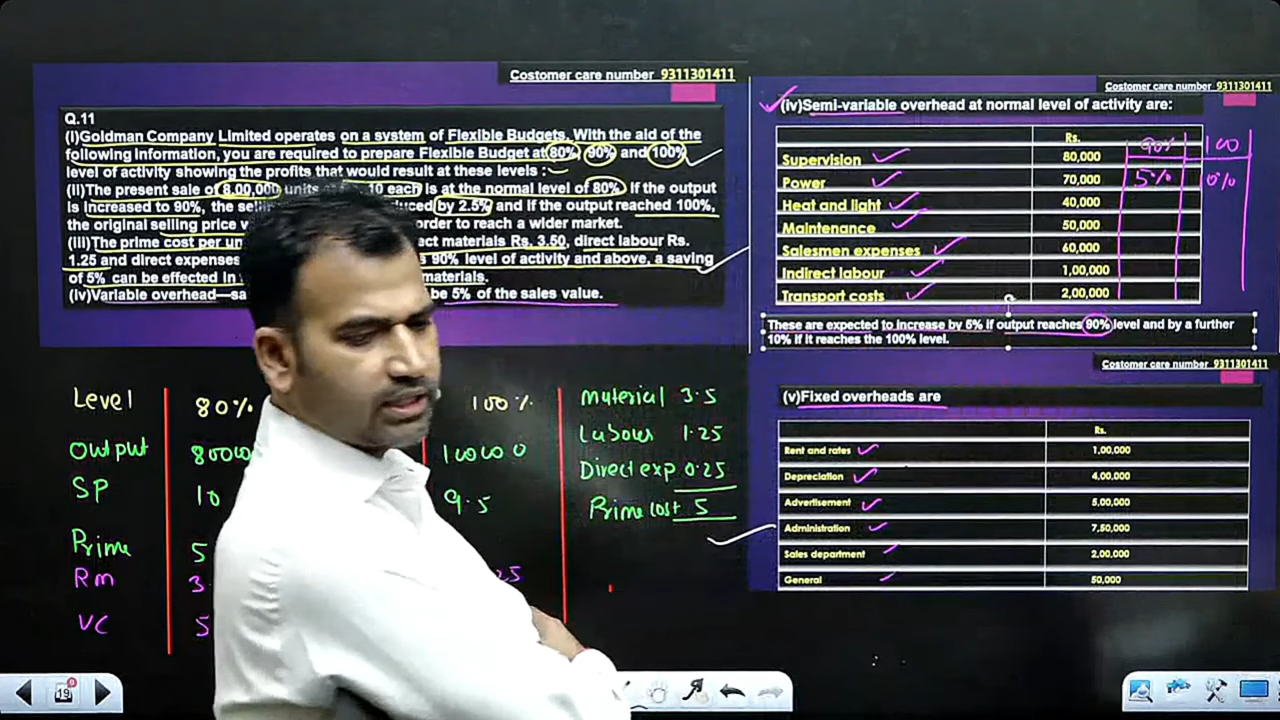 Costomer care number 9311301411
Q.11
(i)Goldman Company Limited operates on a system of Flexible Budgets. With the aid of the
following information, you are required to prepare Flexible Budget at 80%, 90% and 100%
level of activity showing the profits that would result at these levels :-
(ii)The present sale of 8,00,000 units 10 each is at the normal level of 80%. If the output
is increased to 90%, the by 2.5% and if the output reached 100%,
the original selling price order to reach a wider market.
(iii)The prime cost per materials Rs. 3.50, direct labour Rs.
1.25 and direct expenses 90% level of activity and above, a saving
of 5% can be effected in materials.
(iv)Variable overhead be 5% of the sales value.
Costomer care number 9311301411
(iv)Semi-variable overhead at normal level of activity are:
Rs. 90% 100
Supervision 80,000
Power 70,000 5% 10%
Heat and light 40,000
Maintenance 50,000
Salesmen expenses 60,000
Indirect labour 1,00,000
Transport costs 2,00,000
These are expected to increase by 5% if output reaches 90% level and by a further
10% if it reaches the 100% level.
Costomer care number 9311301411
(v)Fixed overheads are
Rs.
Rent and rates 1,00,000
Depreciation 4,00,000
Advertisement 5,00,000
Administration 7,50,000
Sales department 2,00,000
General 50,000
Level 80% 100%
Output
SP 10 9.5
Prime 5
Rm
VC 5
Material 3.5
Labour 1.25
Direct exp 0.25
Prime cost 5
19